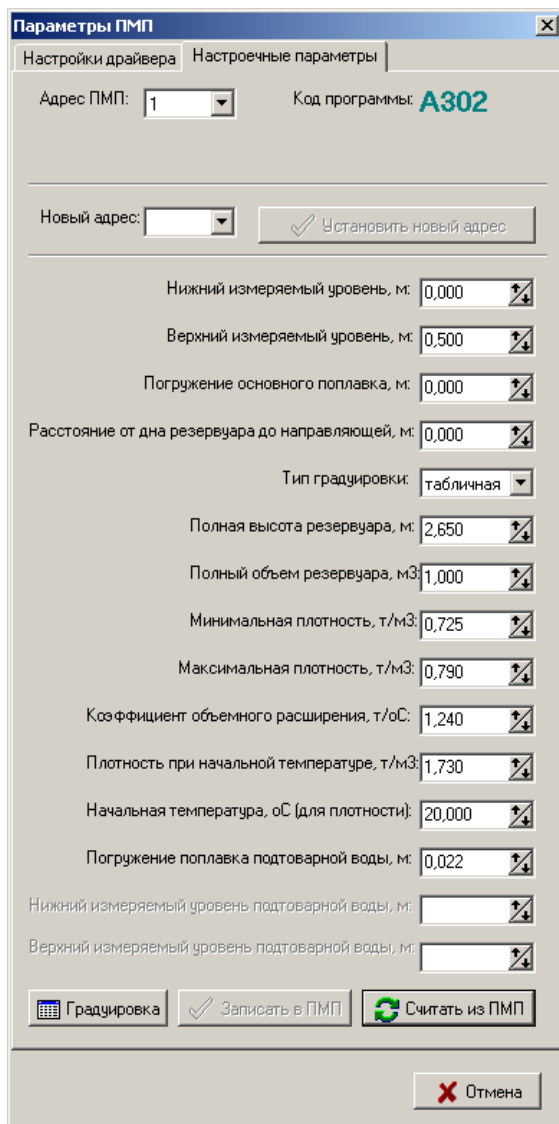 Параметры ПМП
Настройки драйвера Настроечные параметры
Адрес ПМП: 1 Код программы: A302
Новый адрес: Установить новый адрес
Нижний измеряемый уровень, м: 0,000
Верхний измеряемый уровень, м: 0,500
Погружение основного поплавка, м: 0,000
Расстояние от дна резервуара до направляющей, м: 0,000
Тип градуировки: табличная
Полная высота резервуара, м: 2,650
Полный объем резервуара, м3: 1,000
Минимальная плотность, т/м3: 0,725
Максимальная плотность, т/м3: 0,790
Коэффициент объемного расширения, т/оС: 1,240
Плотность при начальной температуре, т/м3: 1,730
Начальная температура, оС (для плотности): 20,000
Погружение поплавка подтоварной воды, м: 0,022
Нижний измеряемый уровень подтоварной воды, м:
Верхний измеряемый уровень подтоварной воды, м:
Градуировка Записать в ПМП Считать из ПМП
Отмена